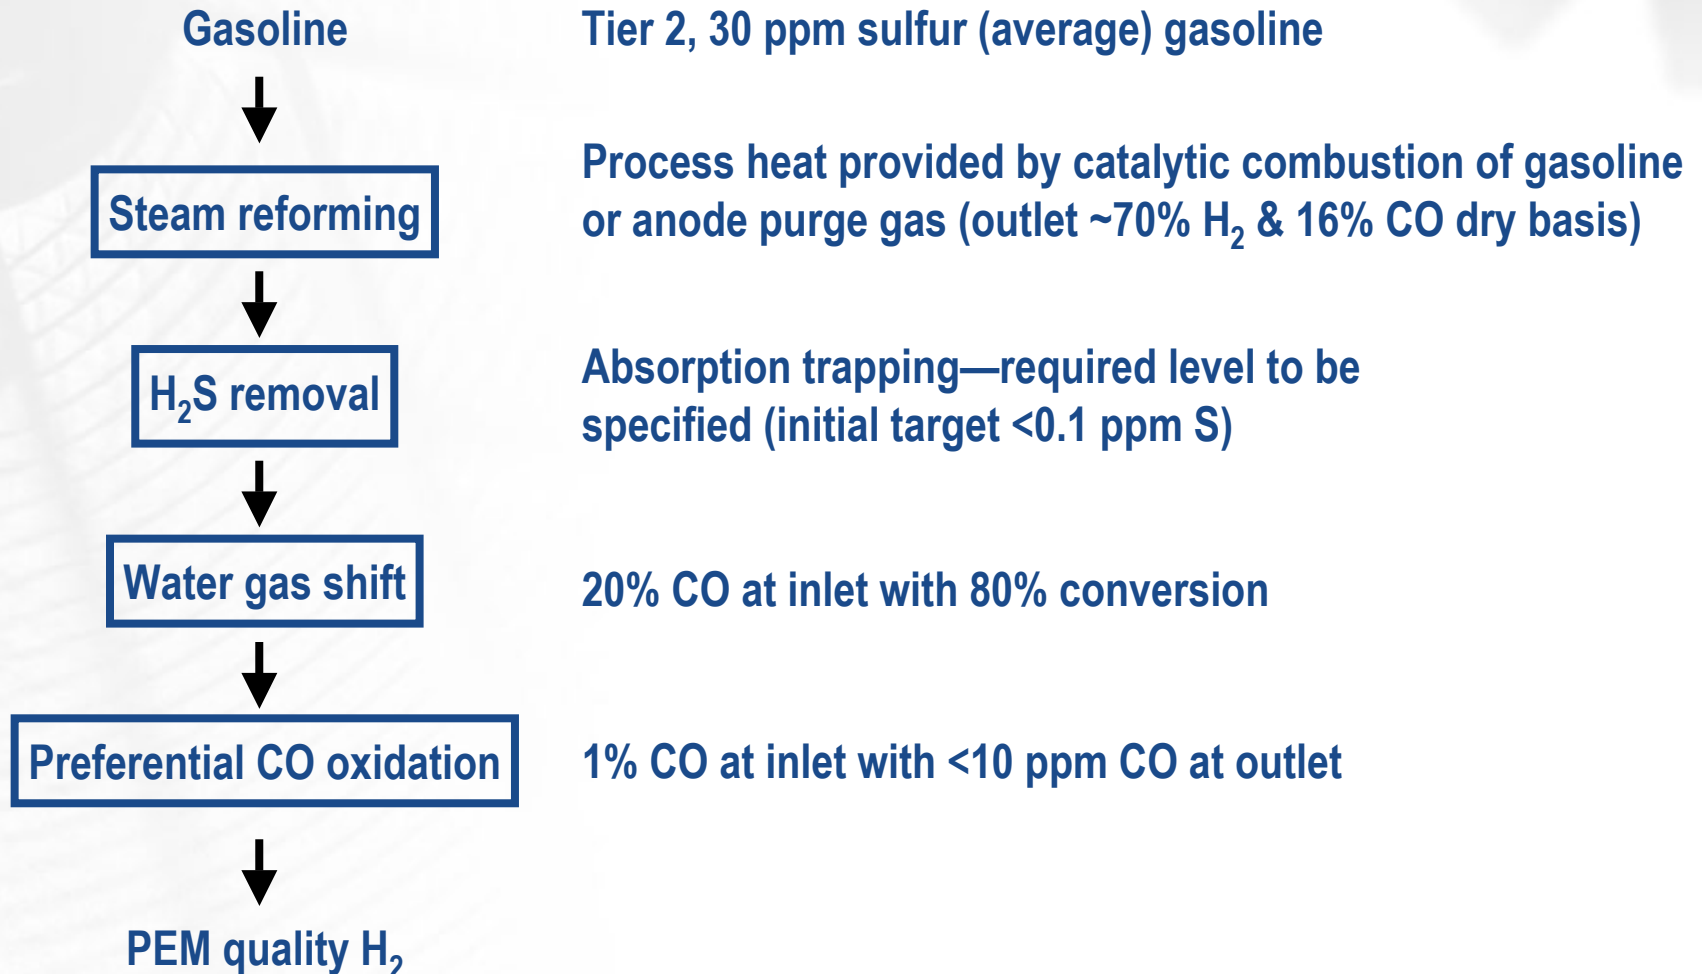 Gasoline
Tier 2, 30 ppm sulfur (average) gasoline
Steam reforming
Process heat provided by catalytic combustion of gasoline
or anode purge gas (outlet ~70% H₂ & 16% CO dry basis)
H₂S removal
Absorption trapping—required level to be
specified (initial target <0.1 ppm S)
Water gas shift
20% CO at inlet with 80% conversion
Preferential CO oxidation
1% CO at inlet with <10 ppm CO at outlet
PEM quality H₂